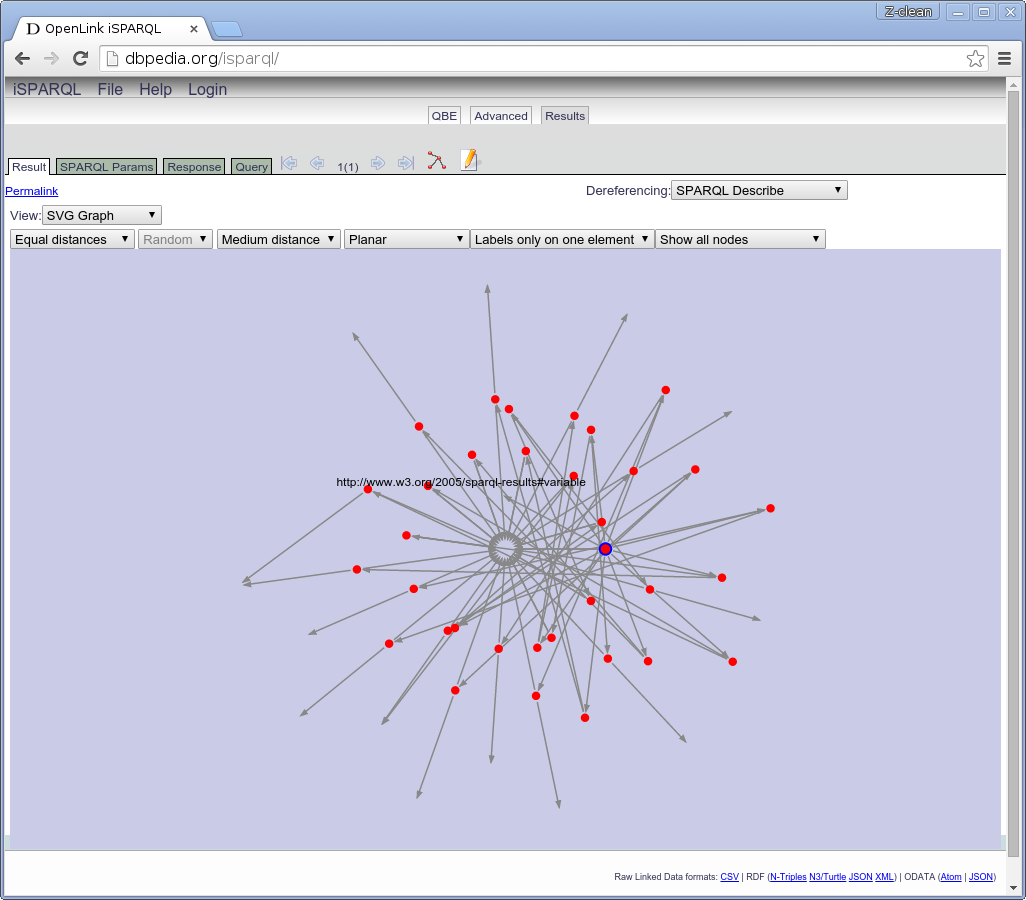 Z-clean
OpenLink iSPARQL
dbpedia.org/isparql/
iSPARQL File Help Login
QBE Advanced Results
Result SPARQL Params Response Query 1(1)
Permalink Dereferencing: SPARQL Describe
View: SVG Graph
Equal distances Random Medium distance Planar Labels only on one element Show all nodes
http://www.w3.org/2005/sparql-results#variable
Raw Linked Data formats: CSV | RDF (N-Triples N3/Turtle JSON XML) | ODATA (Atom | JSON)